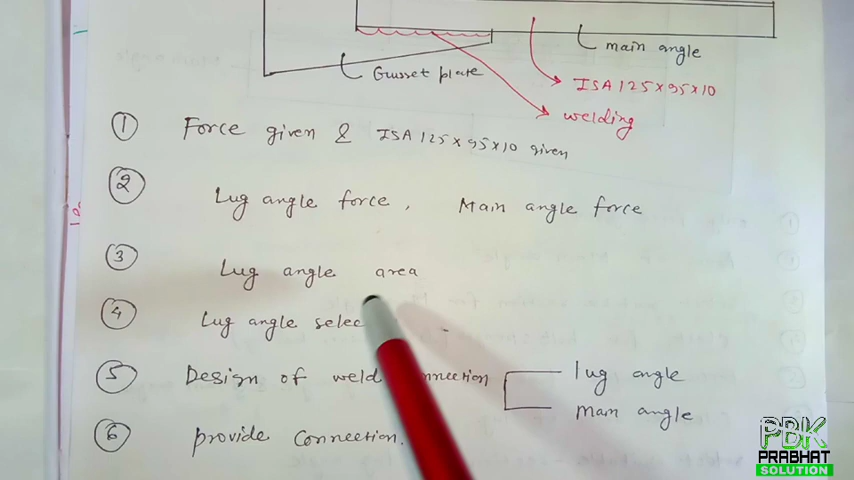 main angle
Gusset plate
ISA 125×95×10
welding
① Force given & ISA 125×95×10 given
② Lug angle force, Main angle force
③ Lug angle area
④ Lug angle
⑤ Design of weld lug angle
main angle
⑥ provide connection.
PBK
PRABHAT
SOLUTION